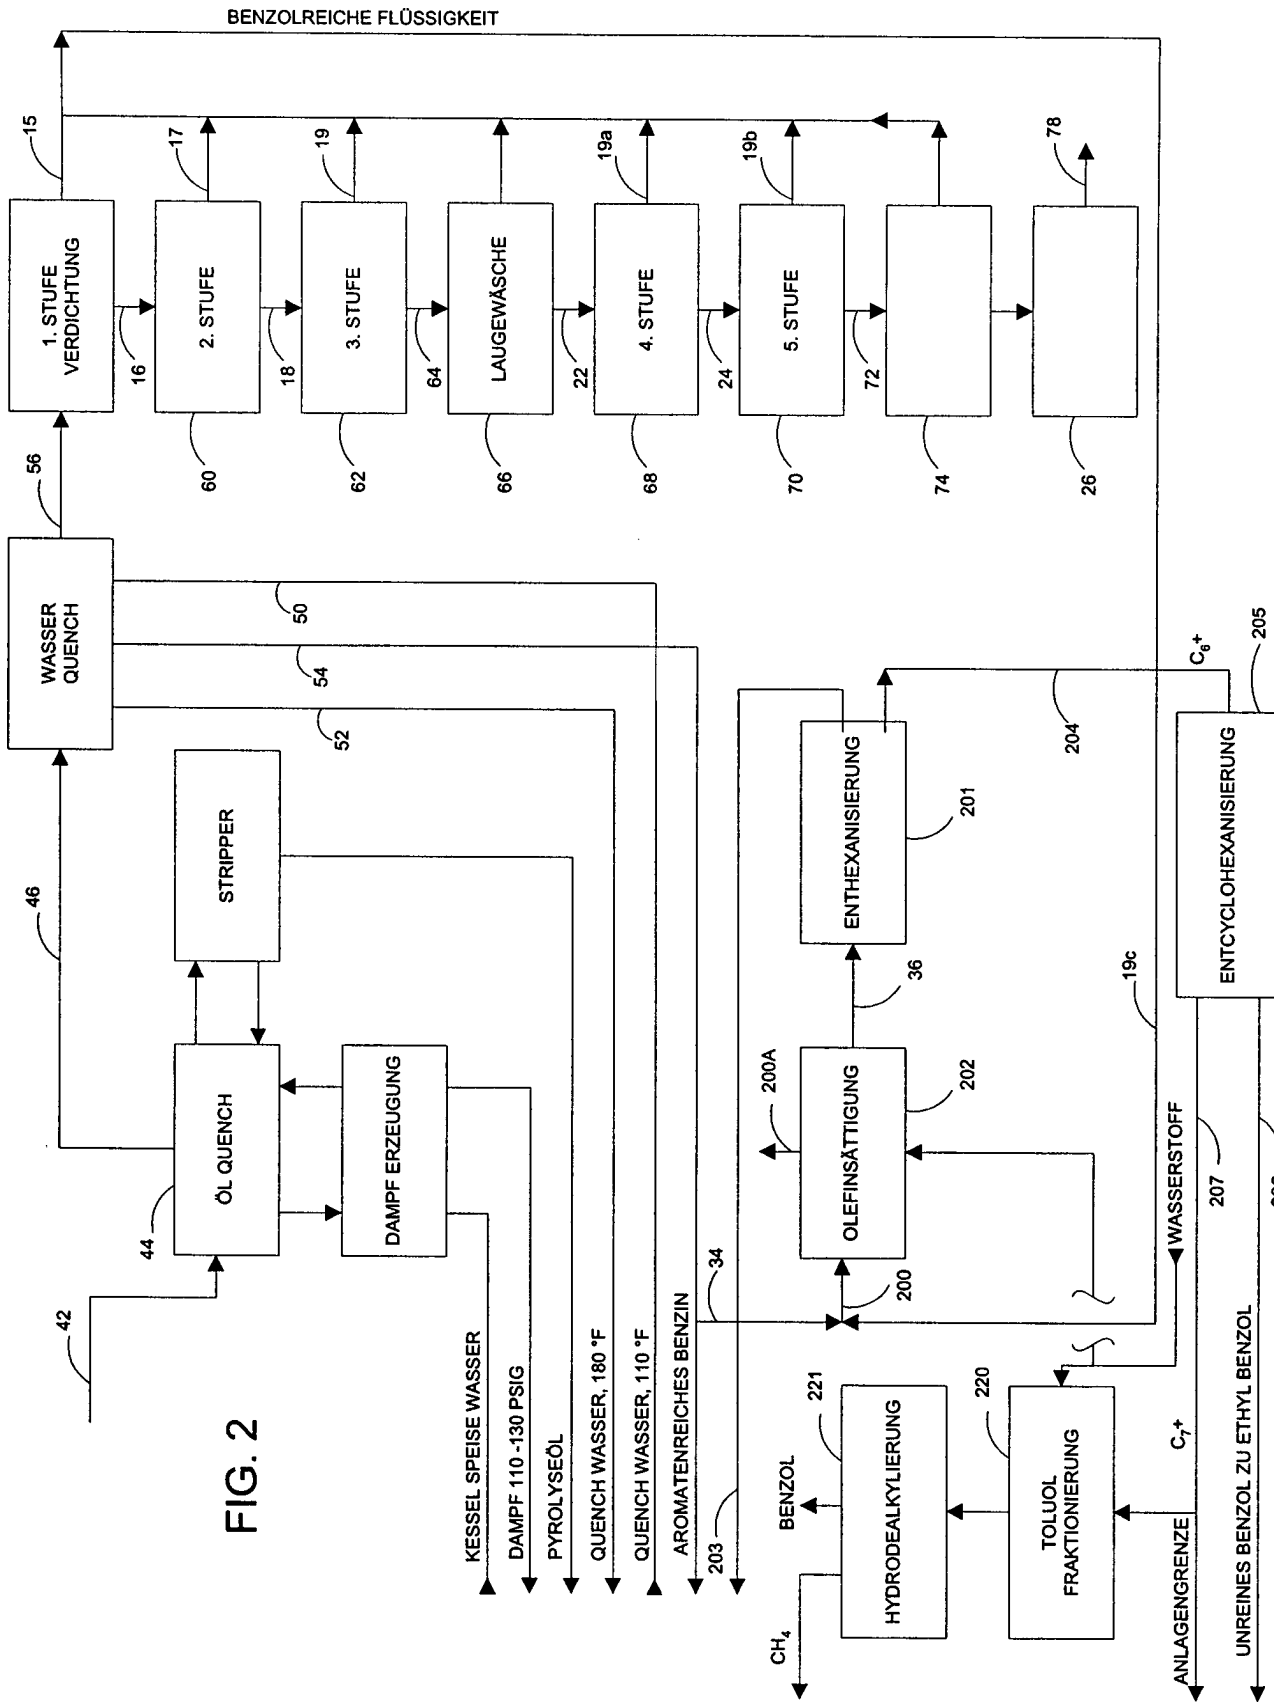 BENZOLREICHE FLÜSSIGKEIT
15
17
19
19a
19b
78
1. STUFE
VERDICHTUNG
2. STUFE
3. STUFE
LAUGEWÄSCHE
4. STUFE
5. STUFE
16
18
64
22
24
72
56
60
62
66
68
70
74
26
WASSER
QUENCH
50
54
52
46
STRIPPER
44
ÖL QUENCH
DAMPF ERZEUGUNG
42
FIG. 2
KESSEL SPEISE WASSER
DAMPF 110 -130 PSIG
PYROLYSEÖL
QUENCH WASSER, 180 °F
QUENCH WASSER, 110 °F
AROMATENREICHES BENZIN
203
34
200
200A
OLEFINSÄTTIGUNG
202
36
ENTHEXANISIERUNG
201
204
C₆⁺
205
ENTCYCLOHEXANISIERUNG
19c
WASSERSTOFF
207
221
HYDRODEALKYLIERUNG
BENZOL
CH₄
220
TOLUOL
FRAKTIONIERUNG
C₇⁺
ANLAGENGRENZE
UNREINES BENZOL ZU ETHYL BENZOL